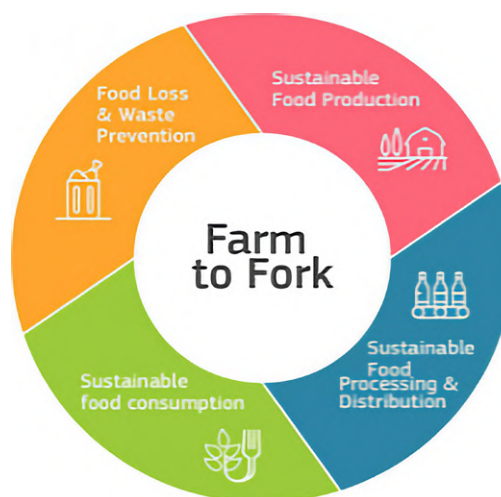 Food Loss
& Waste
Prevention
Sustainable
Food Production
Farm
to Fork
Sustainable
Food
Processing &
Distribution
Sustainable
food consumption